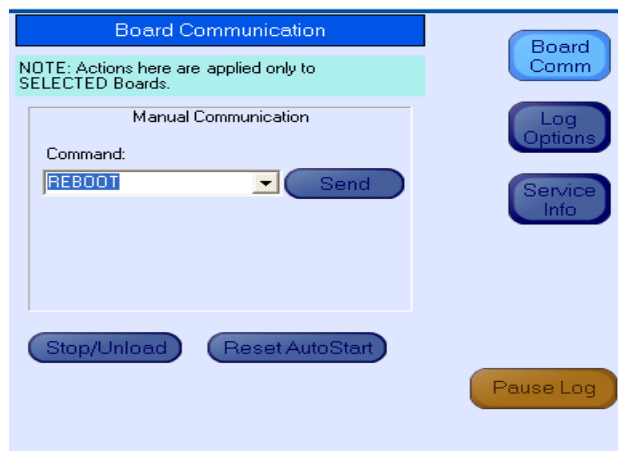 Board Communication
NOTE: Actions here are applied only to
SELECTED Boards.
Manual Communication
Command:
REBOOT
Send
Stop/Unload
Reset AutoStart
Board
Comm
Log
Options
Service
Info
Pause Log